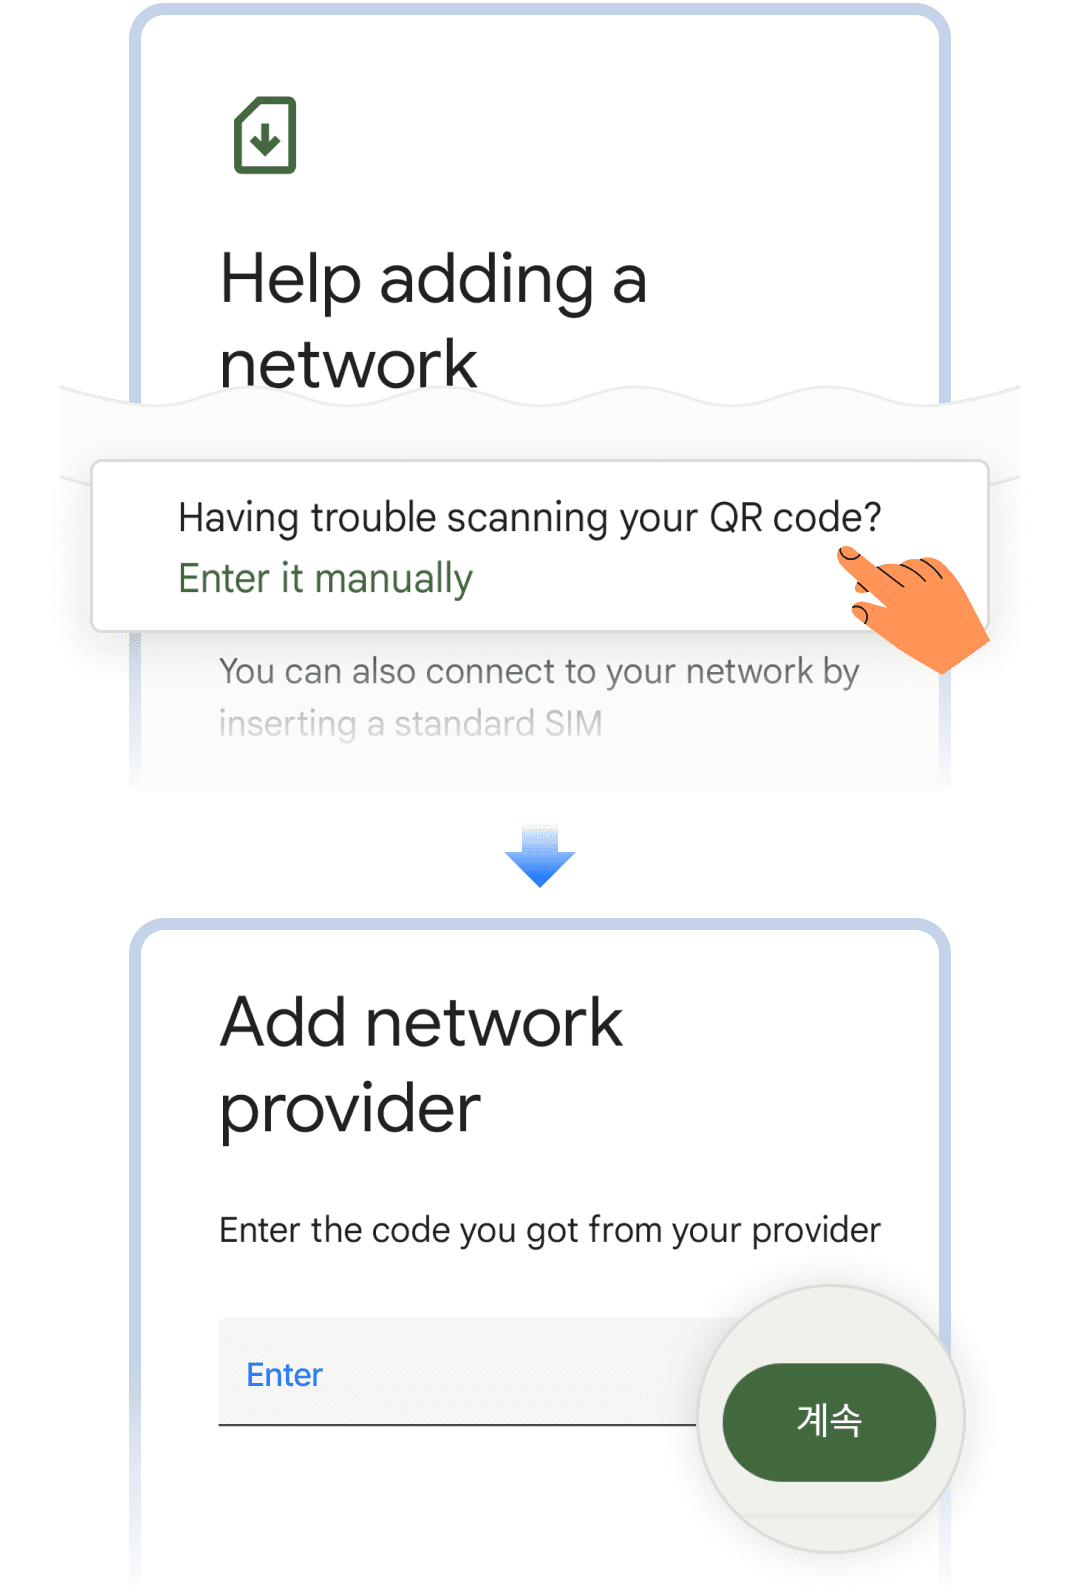 Help adding a
network
Having trouble scanning your QR code?
Enter it manually
You can also connect to your network by
inserting a standard SIM
Add network
provider
Enter the code you got from your provider
Enter
계속